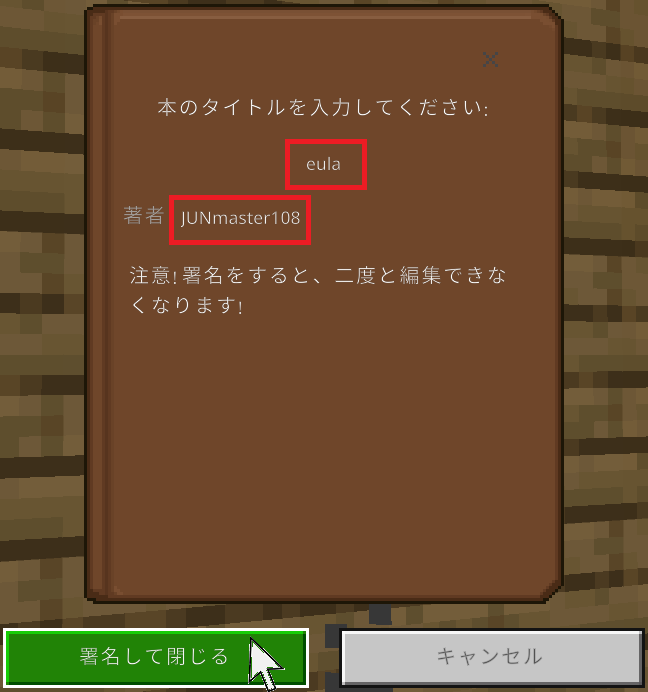 本のタイトルを入力してください:
eula
著者 JUNmaster108
注意!署名をすると、二度と編集できな
くなります!
署名して閉じる
キャンセル